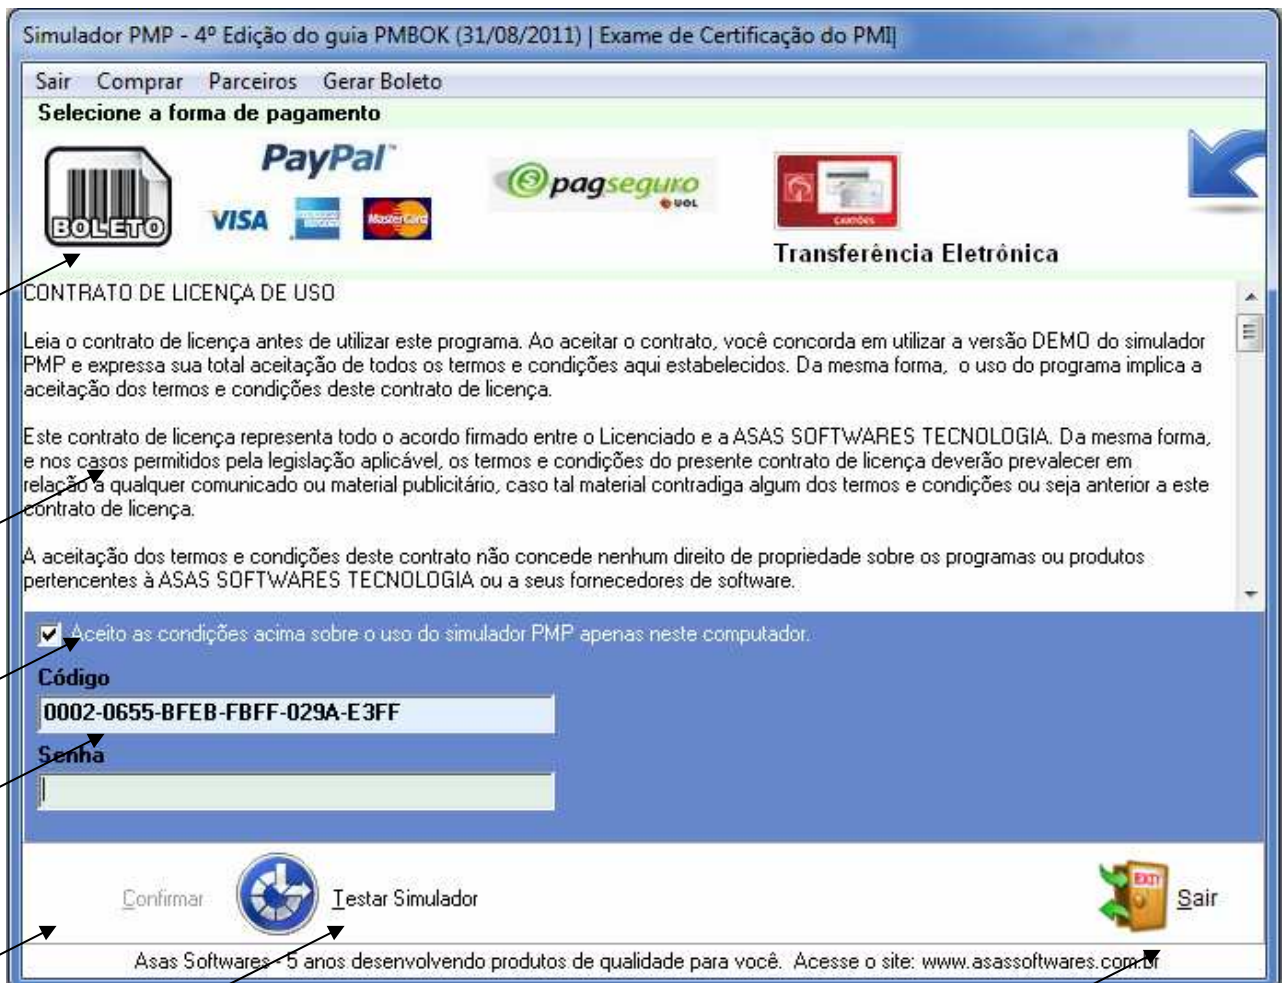 Simulador PMP - 4º Edição do guia PMBOK (31/08/2011) | Exame de Certificação do PMI|
Sair Comprar Parceiros Gerar Boleto
Selecione a forma de pagamento
BOLETO
PayPal
VISA AMERICAN EXPRESS MasterCard
pagseguro
UOL
CARTÕES
Transferência Eletrônica
CONTRATO DE LICENÇA DE USO
Leia o contrato de licença antes de utilizar este programa. Ao aceitar o contrato, você concorda em utilizar a versão DEMO do simulador
PMP e expressa sua total aceitação de todos os termos e condições aqui estabelecidos. Da mesma forma, o uso do programa implica a
aceitação dos termos e condições deste contrato de licença.
Este contrato de licença representa todo o acordo firmado entre o Licenciado e a ASAS SOFTWARES TECNOLOGIA. Da mesma forma,
e nos casos permitidos pela legislação aplicável, os termos e condições do presente contrato de licença deverão prevalecer em
relação a qualquer comunicado ou material publicitário, caso tal material contradiga algum dos termos e condições ou seja anterior a este
contrato de licença.
A aceitação dos termos e condições deste contrato não concede nenhum direito de propriedade sobre os programas ou produtos
pertencentes à ASAS SOFTWARES TECNOLOGIA ou a seus fornecedores de software.
Aceito as condições acima sobre o uso do simulador PMP apenas neste computador.
Código
0002-0655-BFEB-FBFF-029A-E3FF
Senha
Confirmar
Testar Simulador
EXIT
Sair
Asas Softwares - 5 anos desenvolvendo produtos de qualidade para você. Acesse o site: www.asassoftwares.com.br